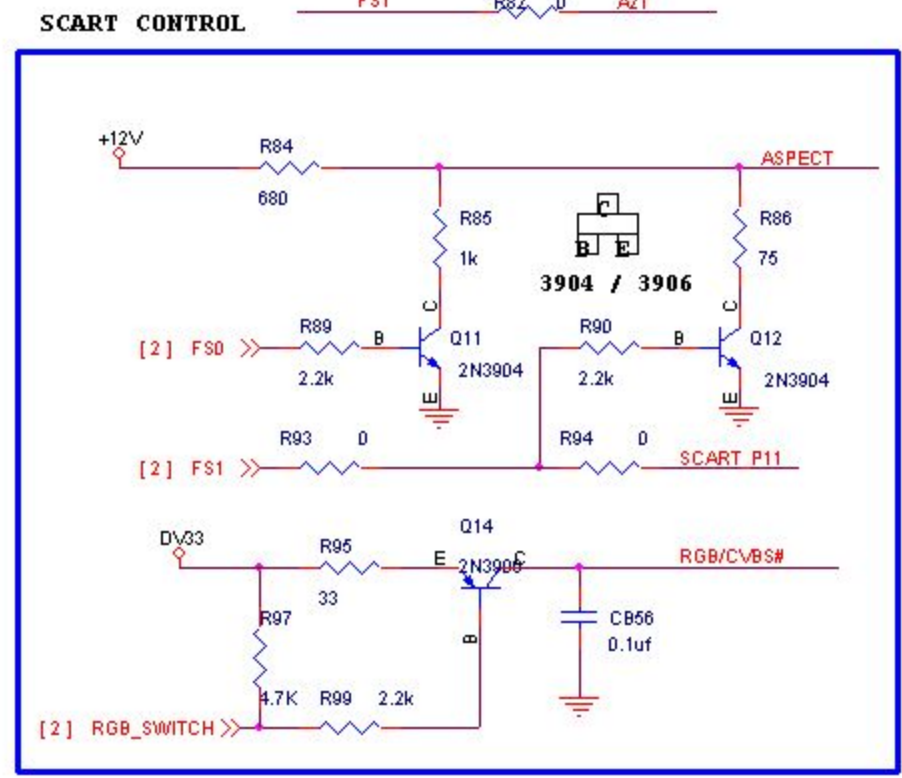 FS1 R82 0 A21
SCART CONTROL
+12V
R84
680
ASPECT
R85
1k
C
B E
3904 / 3906
R86
75
C
C
[2] FS0
R89
2.2k
B
Q11
2N3904
E
R90
2.2k
B
Q12
2N3904
E
[2] FS1
R93 0
R94 0
SCART P11
DV33
R95
33
E
Q14
2N3906
C
B
RGB/CVBS#
R97
4.7K
R99 2.2k
CB56
0.1uf
[2] RGB_SWITCH